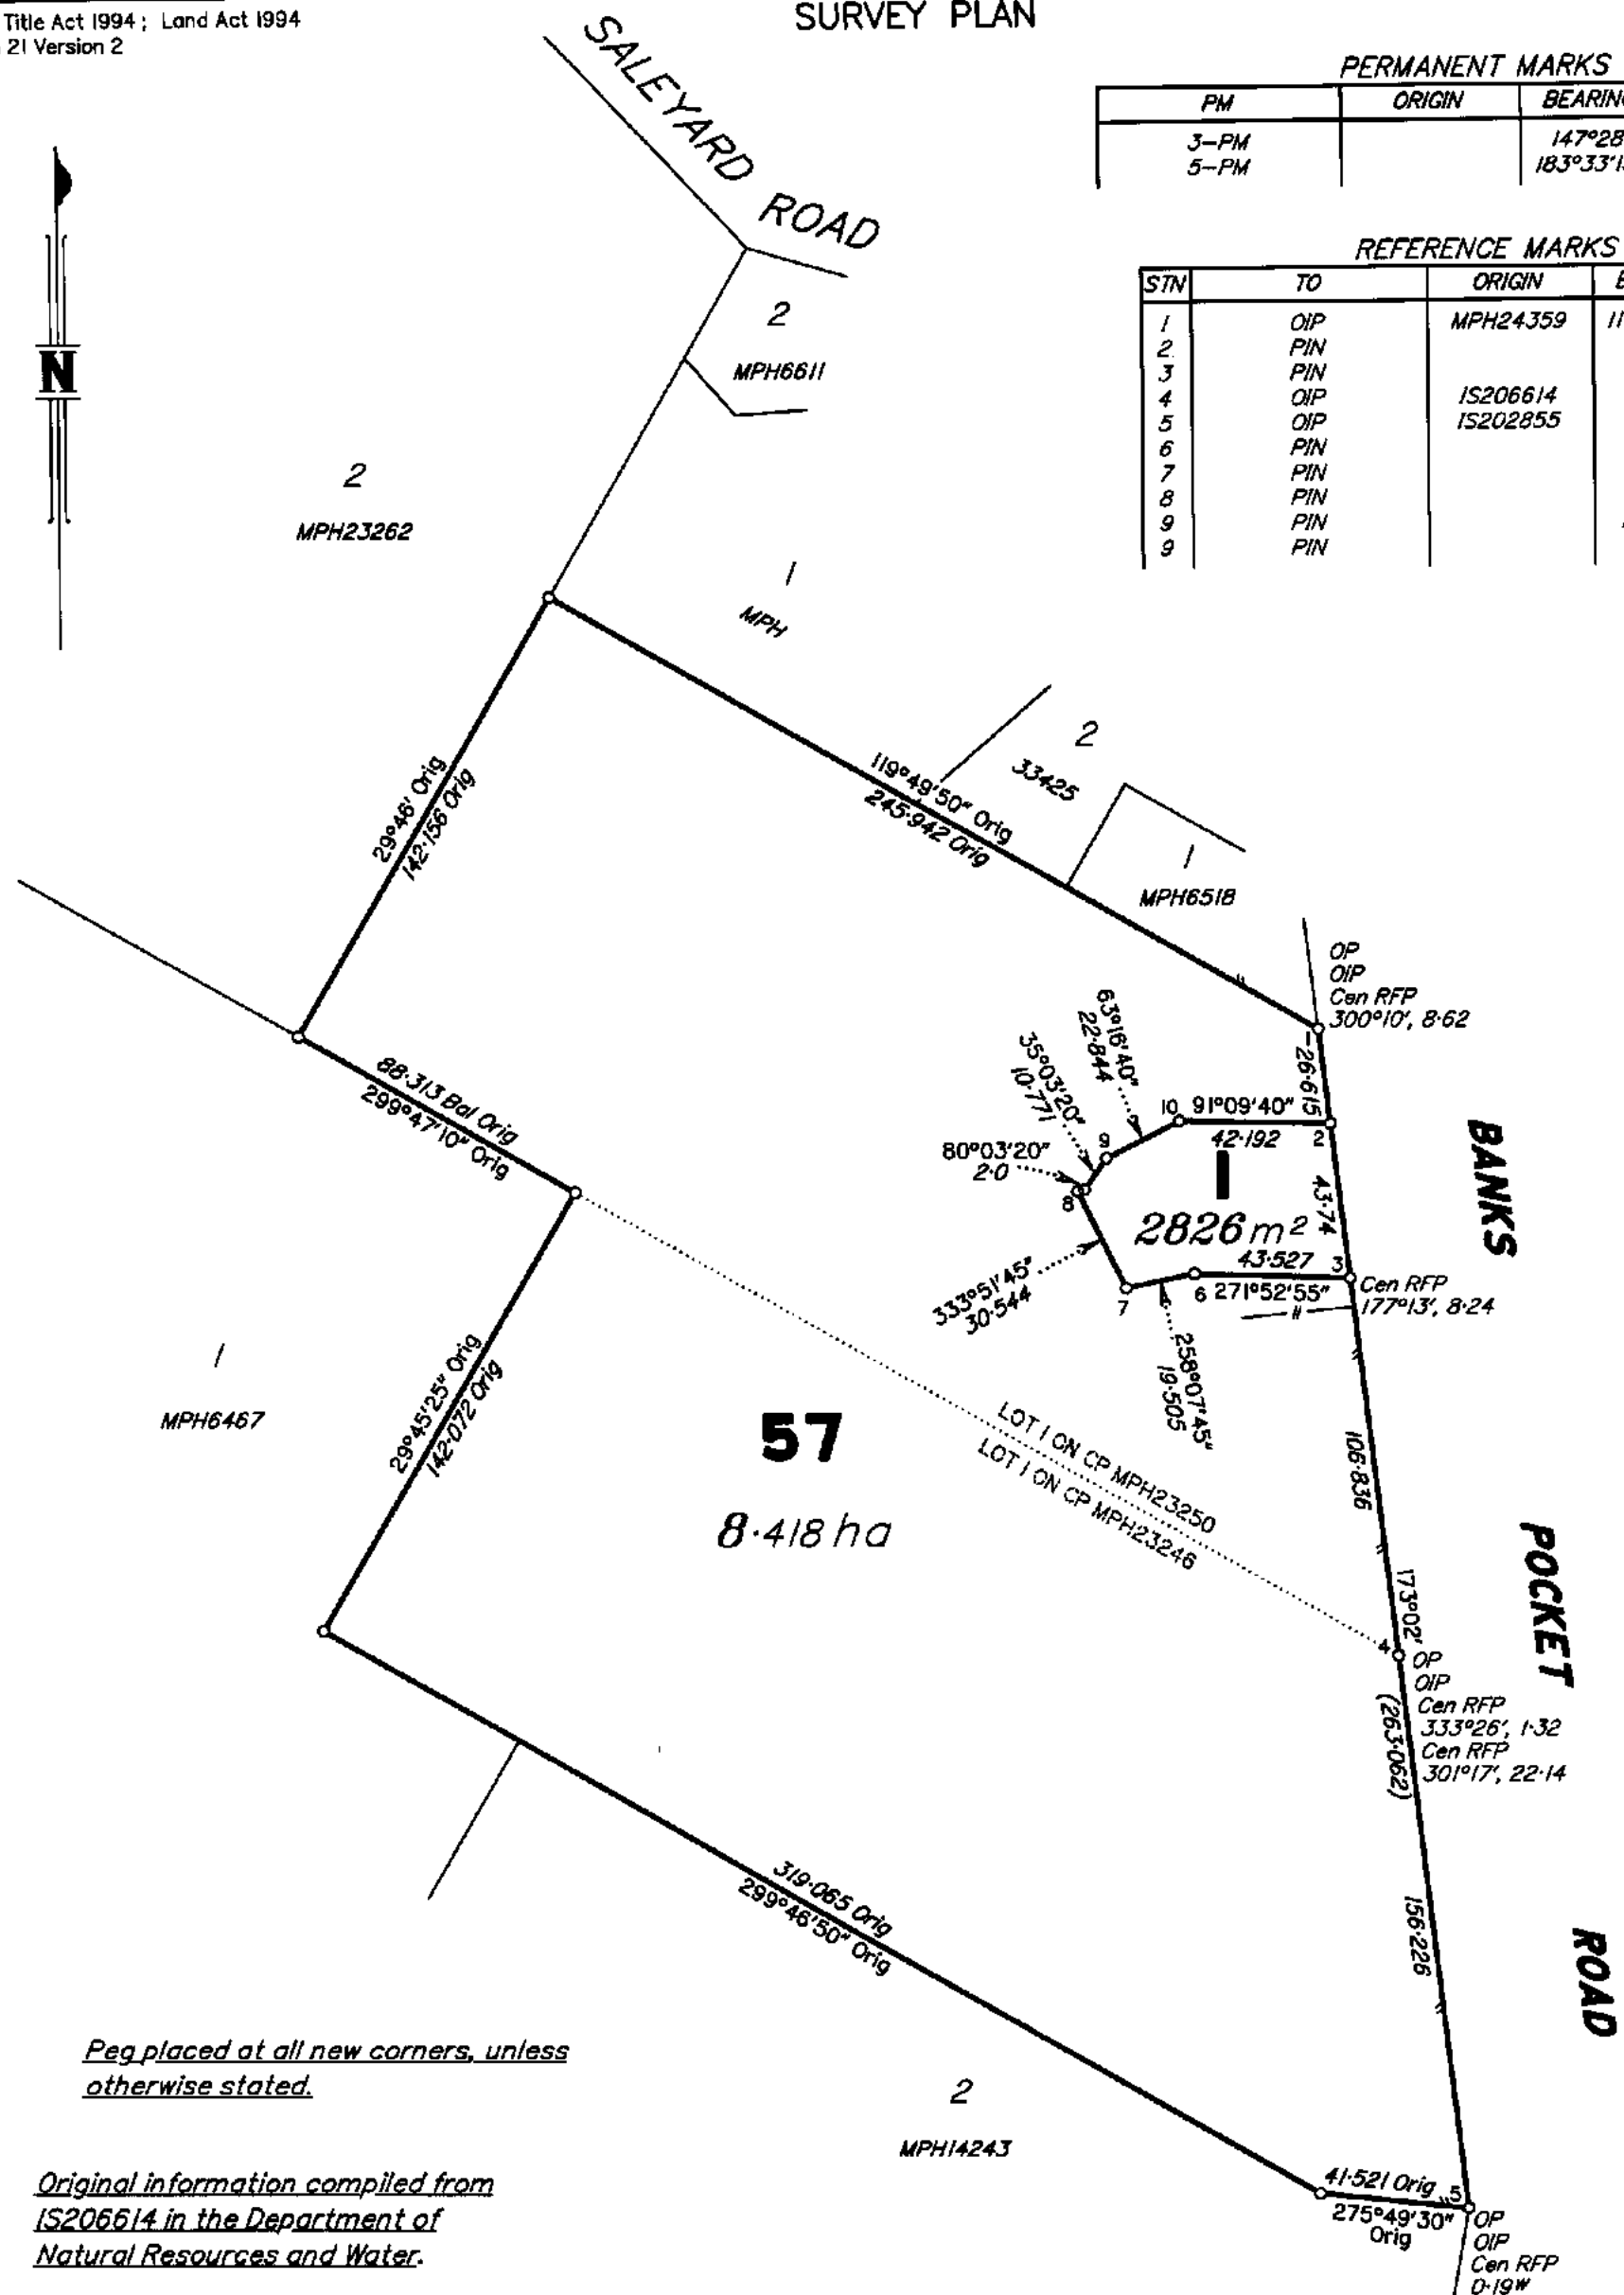 Title Act 1994; Land Act 1994
21 Version 2
SURVEY PLAN
PERMANENT MARKS
PM ORIGIN
3-PM 147°28
5-PM 183°33'
REFERENCE MARKS
STN TO ORIGIN
1 OIP MPH24359
2 PIN
3 PIN
4 OIP IS206614
5 OIP IS202855
6 PIN
7 PIN
8 PIN
9 PIN
9 PIN
SALEYARD ROAD
N
2
MPH6611
2
MPH23262
1
MPH
2
33425
1
MPH6518
29°46' Orig
142·156 Orig
119°49'50" Orig
245·942 Orig
OP
OIP
Cen RFP
300°10', 8·62
26·615
63°16'40"
22·844
35°03'20"
10·771
80°03'20"
2·0
88·313 Bal Orig
299°47'10" Orig
10 91°09'40"
42·192
2
9
8
1
2826 m²
43·74
43·527
3
6 271°52'55"
7
Cen RFP
177°13', 8·24
333°51'45"
30·544
258°07'45"
19·505
BANKS
POCKET
ROAD
1
MPH6467
29°45'25" Orig
142·072 Orig
57
8·418 ha
LOT 1 ON CP MPH23250
LOT 1 ON CP MPH23246
106·836
173°02'
4
OP
OIP
Cen RFP
333°26', 1·32
Cen RFP
301°17', 22·14
(263·062)
156·226
319·065 Orig
299°46'50" Orig
2
MPH14243
41·521 Orig
275°49'30"
Orig
5
OP
OIP
Cen RFP
0·19W
Peg placed at all new corners, unless
otherwise stated.
Original information compiled from
IS206614 in the Department of
Natural Resources and Water.